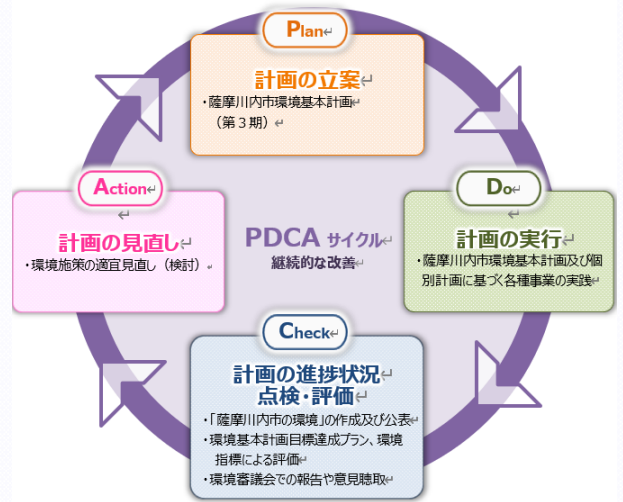 Plan
計画の立案
・薩摩川内市環境基本計画
（第３期）
Action
計画の見直し
・環境施策の適宜見直し（検討）
PDCA サイクル
継続的な改善
Do
計画の実行
・薩摩川内市環境基本計画及び個
別計画に基づく各種事業の実践
Check
計画の進捗状況
点検・評価
・「薩摩川内市の環境」の作成及び公表
・環境基本計画目標達成プラン、環境
指標による評価
・環境審議会での報告や意見聴取